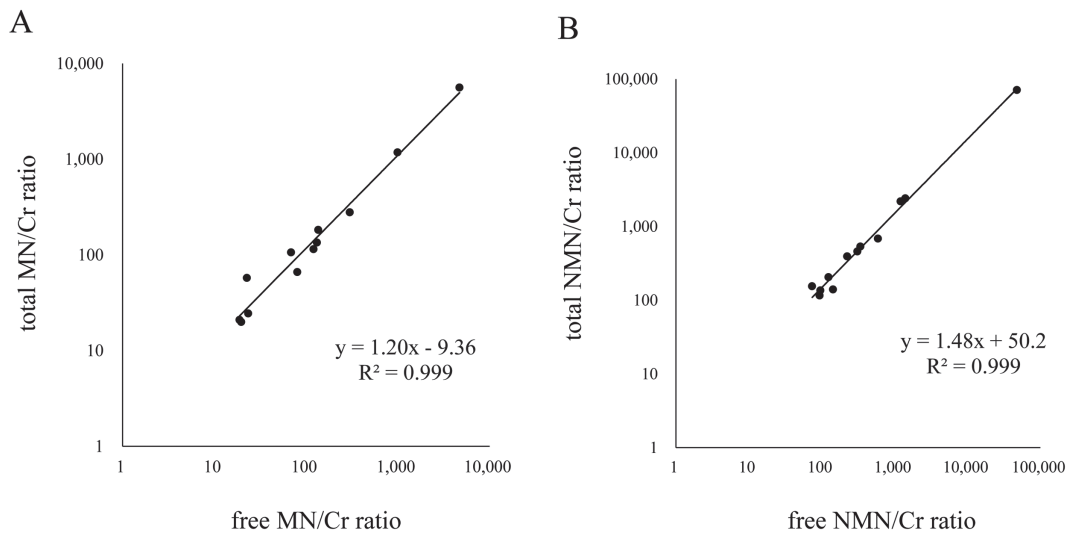 A
10,000
1,000
100
10
1
total MN/Cr ratio
y = 1.20x - 9.36
R² = 0.999
1 10 100 1,000 10,000
free MN/Cr ratio
B
100,000
10,000
1,000
100
10
1
total NMN/Cr ratio
y = 1.48x + 50.2
R² = 0.999
1 10 100 1,000 10,000 100,000
free NMN/Cr ratio